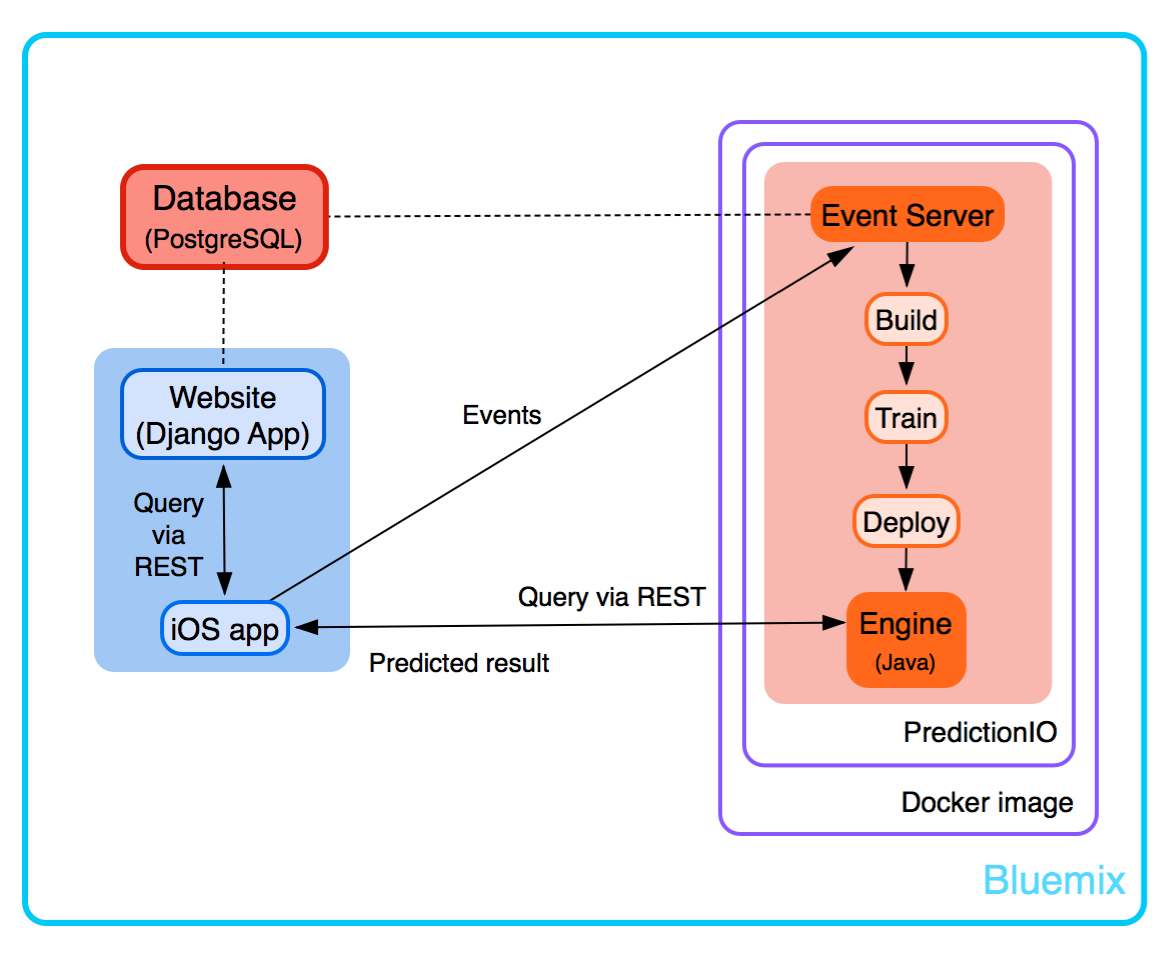 Database
(PostgreSQL)
Event Server
Build
Website
(Django App)
Events
Train
Query
via
REST
Deploy
Query via REST
iOS app
Engine
(Java)
Predicted result
PredictionIO
Docker image
Bluemix